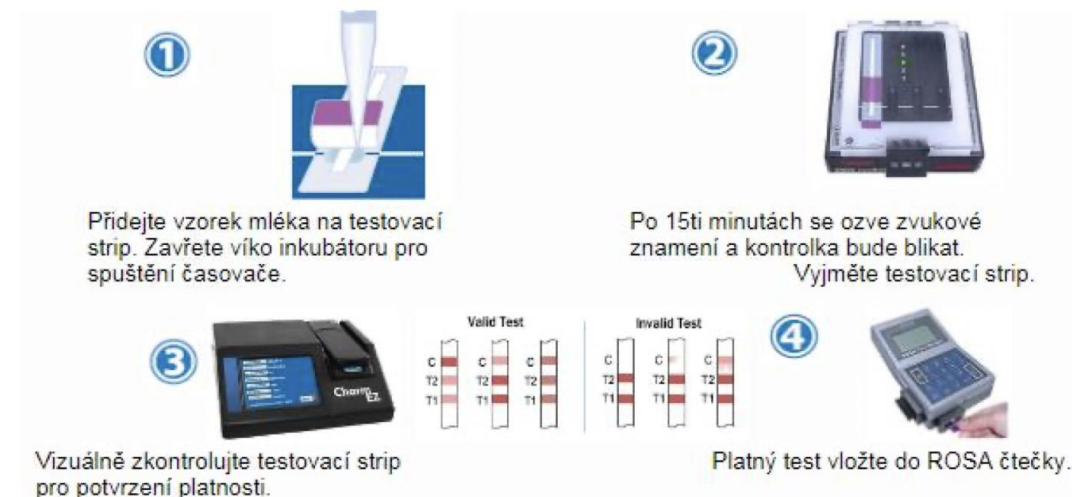 1
Přidejte vzorek mléka na testovací
strip. Zavřete víko inkubátoru pro
spuštění časovače.
2
Po 15ti minutách se ozve zvukové
znamení a kontrolka bude blikat.
Vyjměte testovací strip.
3
Charm
EZ
Vizuálně zkontrolujte testovací strip
pro potvrzení platnosti.
Valid Test
C C C
T2 T2 T2
T1 T1 T1
Invalid Test
C C C
T2 T2 T2
T1 T1 T1
4
Platný test vložte do ROSA čtečky.